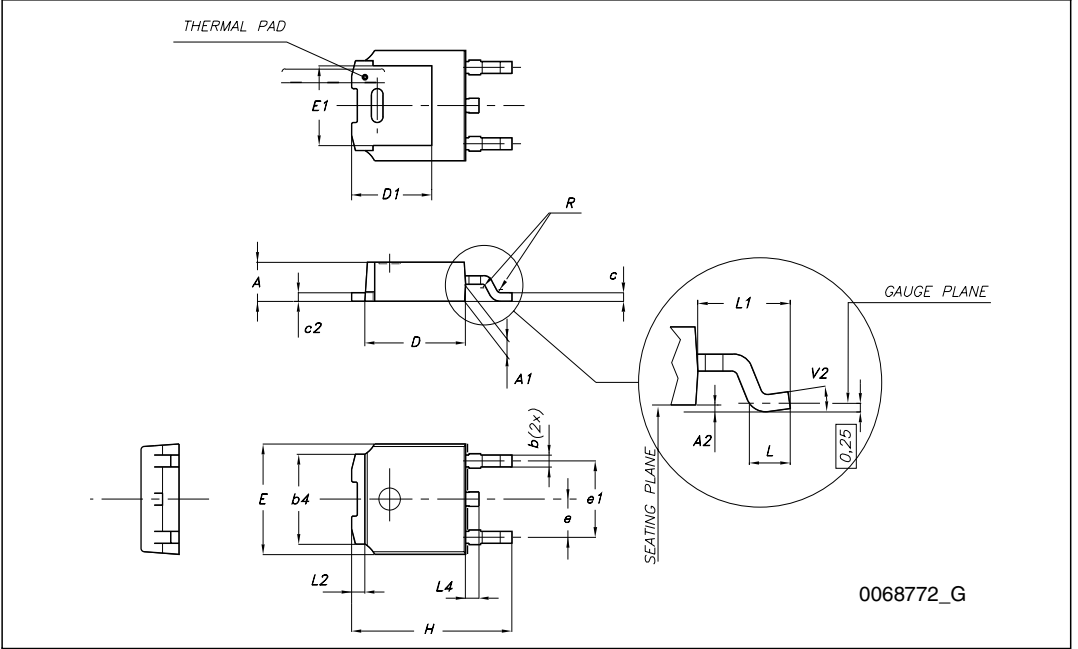 THERMAL PAD
E1
D1
R
A
c
c2
D
A1
L1
GAUGE PLANE
V2
A2
L
0,25
SEATING PLANE
b(2x)
E
b4
e
e1
L2
L4
H
0068772_G